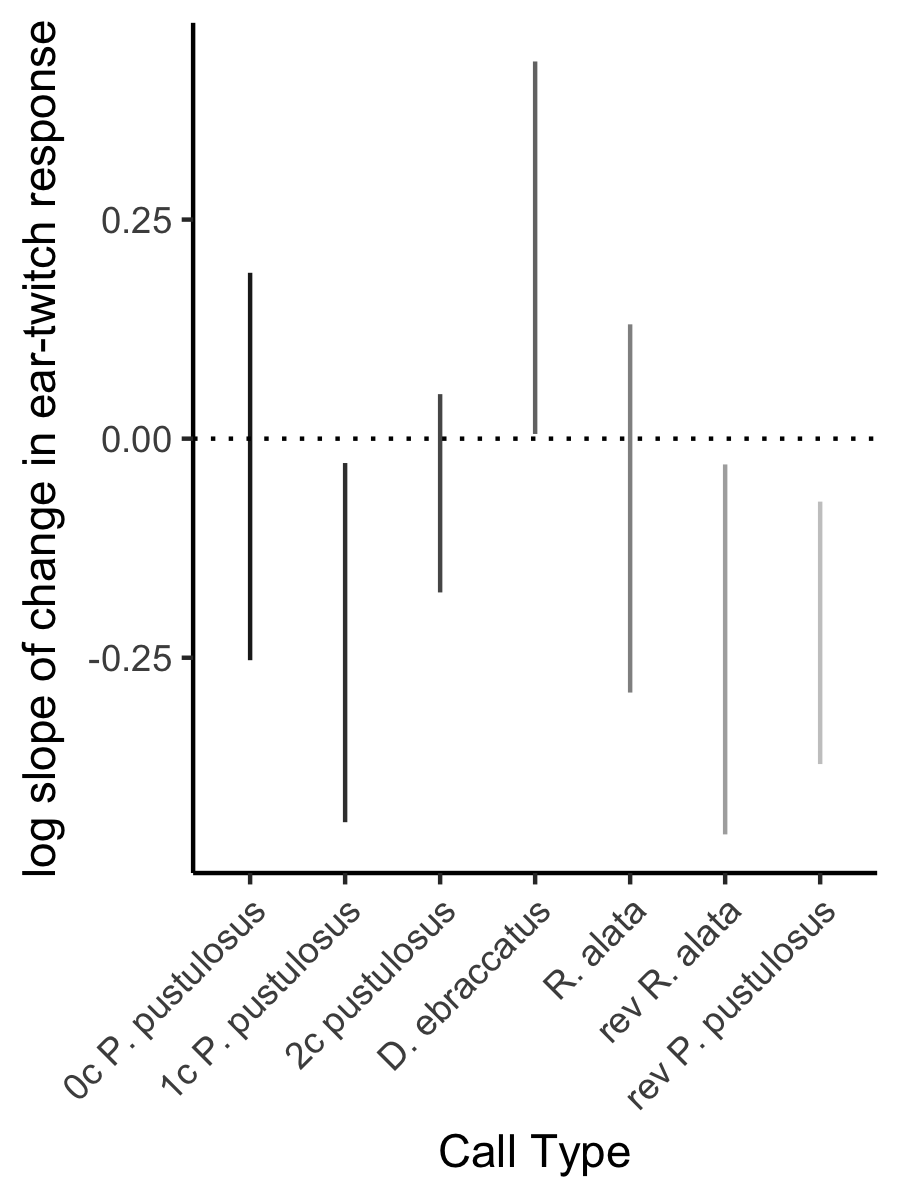 log slope of change in ear-twitch response
0.25
0.00
-0.25
0c P. pustulosus
1c P. pustulosus
2c pustulosus
D. ebraccatus
R. alata
rev R. alata
rev P. pustulosus
Call Type